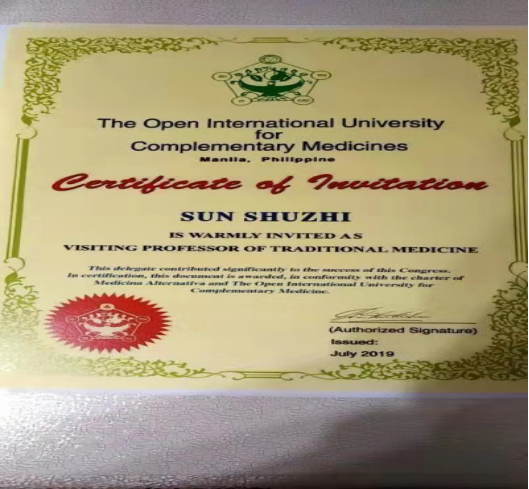 The Open International University
for
Complementary Medicines
Manila, Philippine
Certificate of Invitation
SUN SHUZHI
IS WARMLY INVITED AS
VISITING PROFESSOR OF TRADITIONAL MEDICINE
This delegate contributed significantly to the success of this Congress.
In certification, this document is awarded, in conformity with the charter of
Medicina Alternativa and The Open International University for
Complementary Medicine.
(Authorized Signature)
Issued:
July 2019